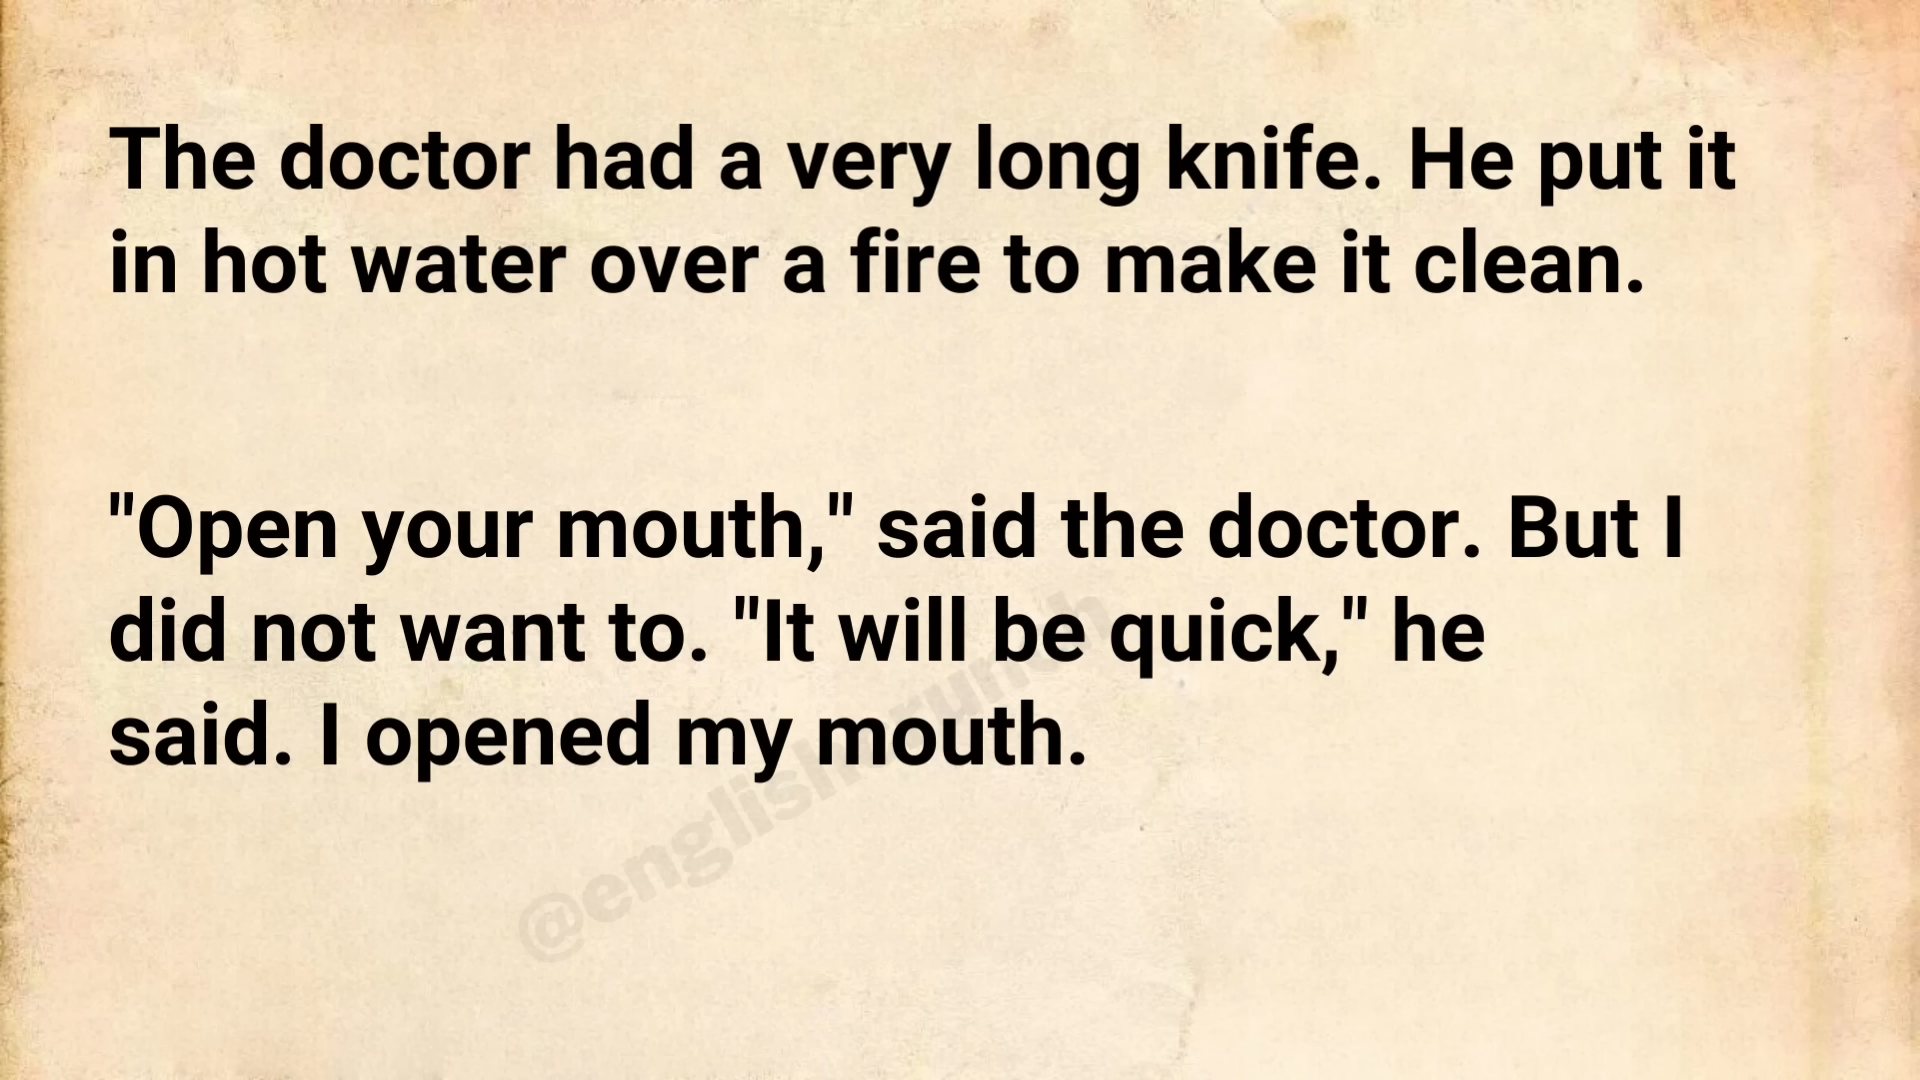 The doctor had a very long knife. He put it
in hot water over a fire to make it clean.
"Open your mouth," said the doctor. But I
did not want to. "It will be quick," he
said. I opened my mouth.